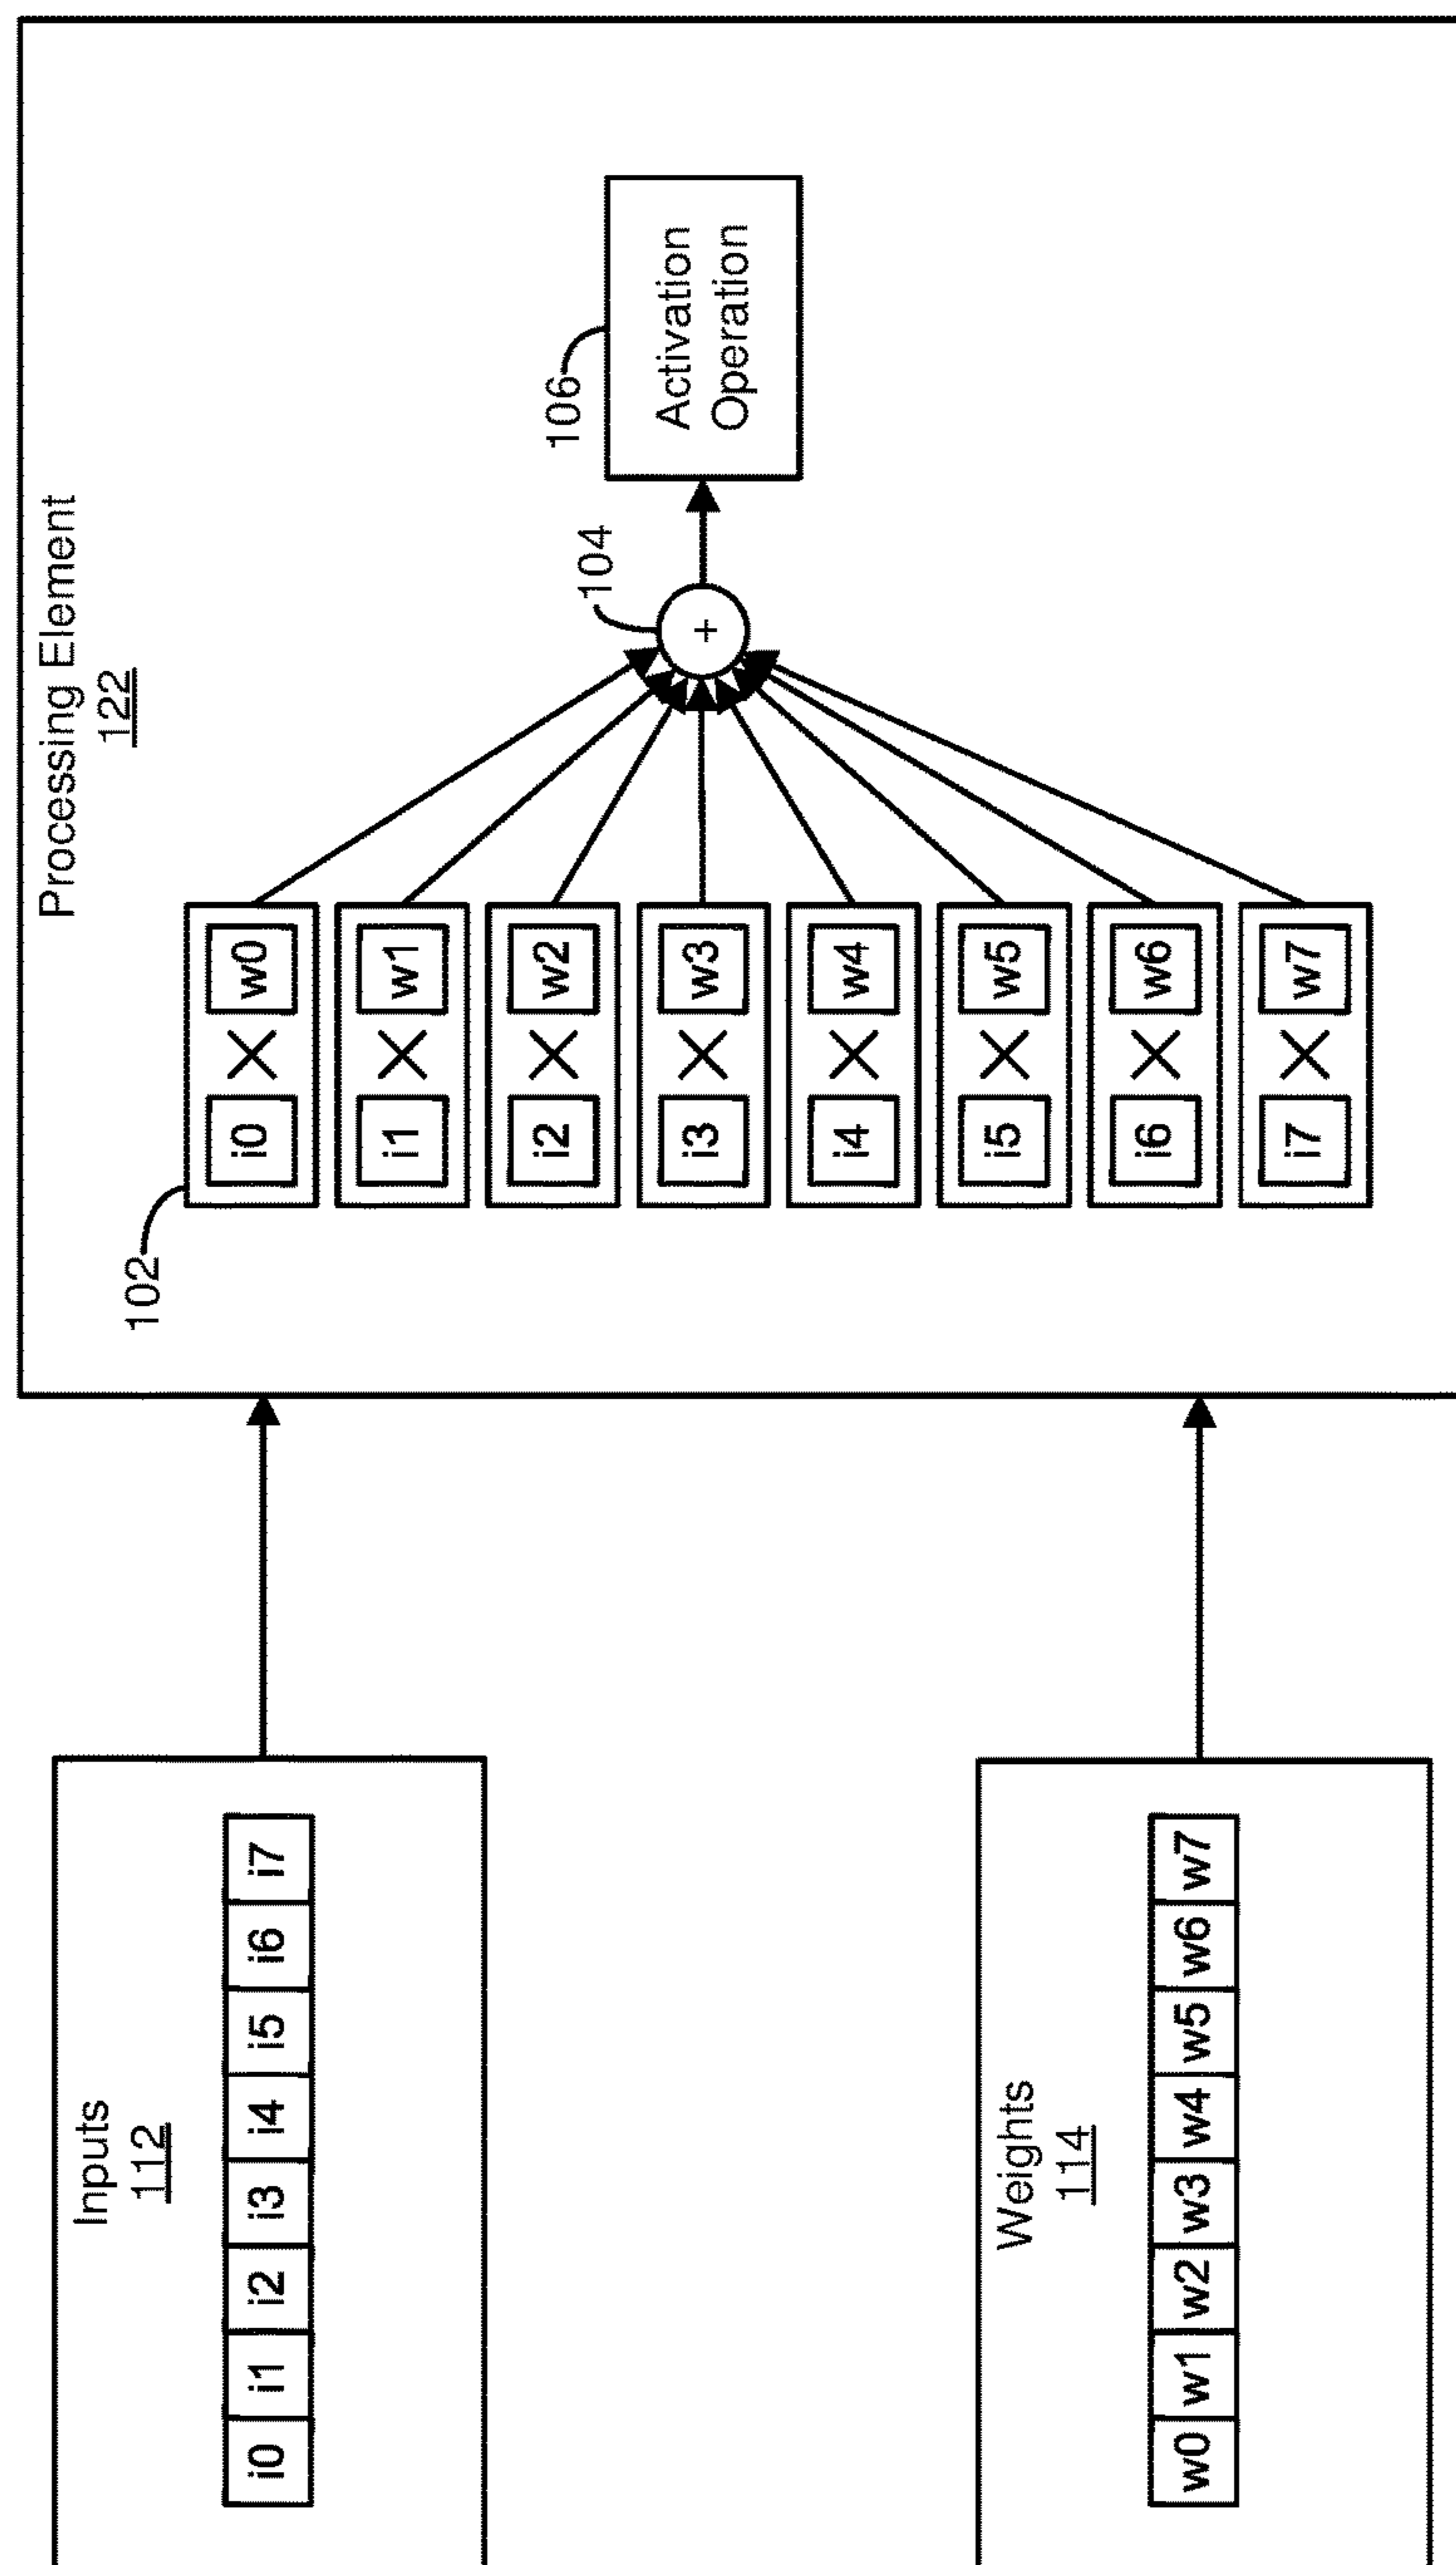 Inputs
112
i0 i1 i2 i3 i4 i5 i6 i7
Weights
114
w0 w1 w2 w3 w4 w5 w6 w7
Processing Element
122
102
i0 × w0
i1 × w1
i2 × w2
i3 × w3
i4 × w4
i5 × w5
i6 × w6
i7 × w7
104
+
106
Activation
Operation